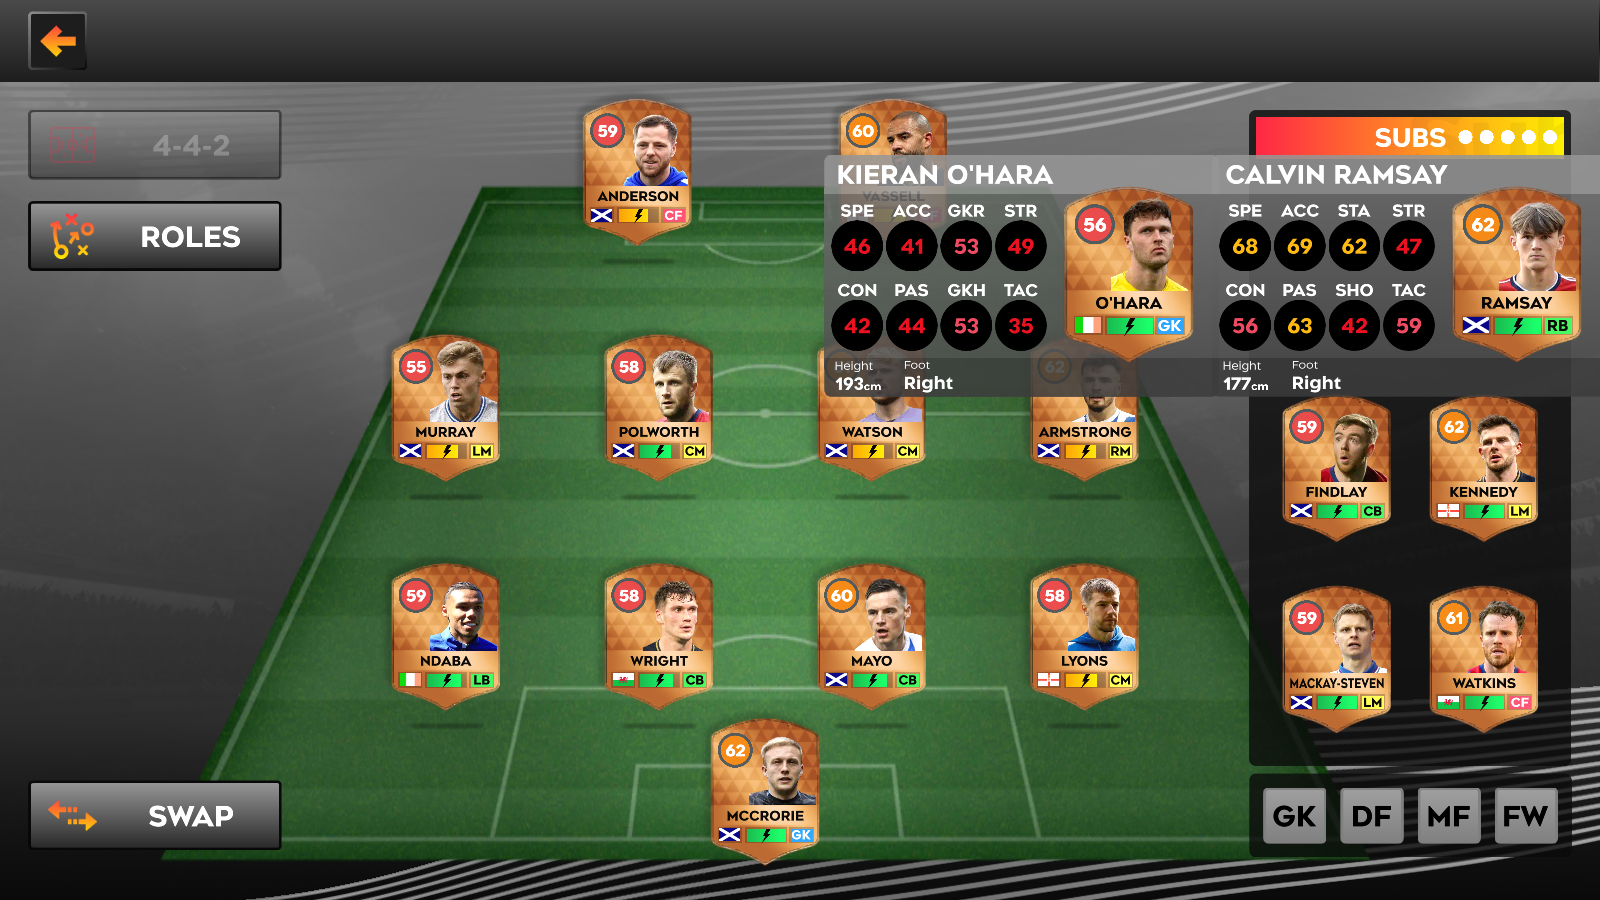 4-4-2
ROLES
SWAP
59
ANDERSON
CF
60
VASSELL
SUBS
KIERAN O'HARA
SPE ACC GKR STR
46 41 53 49
CON PAS GKH TAC
42 44 53 35
Height Foot
193cm Right
56
O'HARA
GK
CALVIN RAMSAY
SPE ACC STA STR
68 69 62 47
CON PAS SHO TAC
56 63 42 59
Height Foot
177cm Right
62
RAMSAY
RB
55
MURRAY
LM
58
POLWORTH
CM
WATSON
CM
62
ARMSTRONG
RM
59
FINDLAY
CB
62
KENNEDY
LM
59
NDABA
LB
58
WRIGHT
CB
60
MAYO
CB
58
LYONS
CM
59
MACKAY-STEVEN
LM
61
WATKINS
CF
62
MCCRORIE
GK
GK DF MF FW